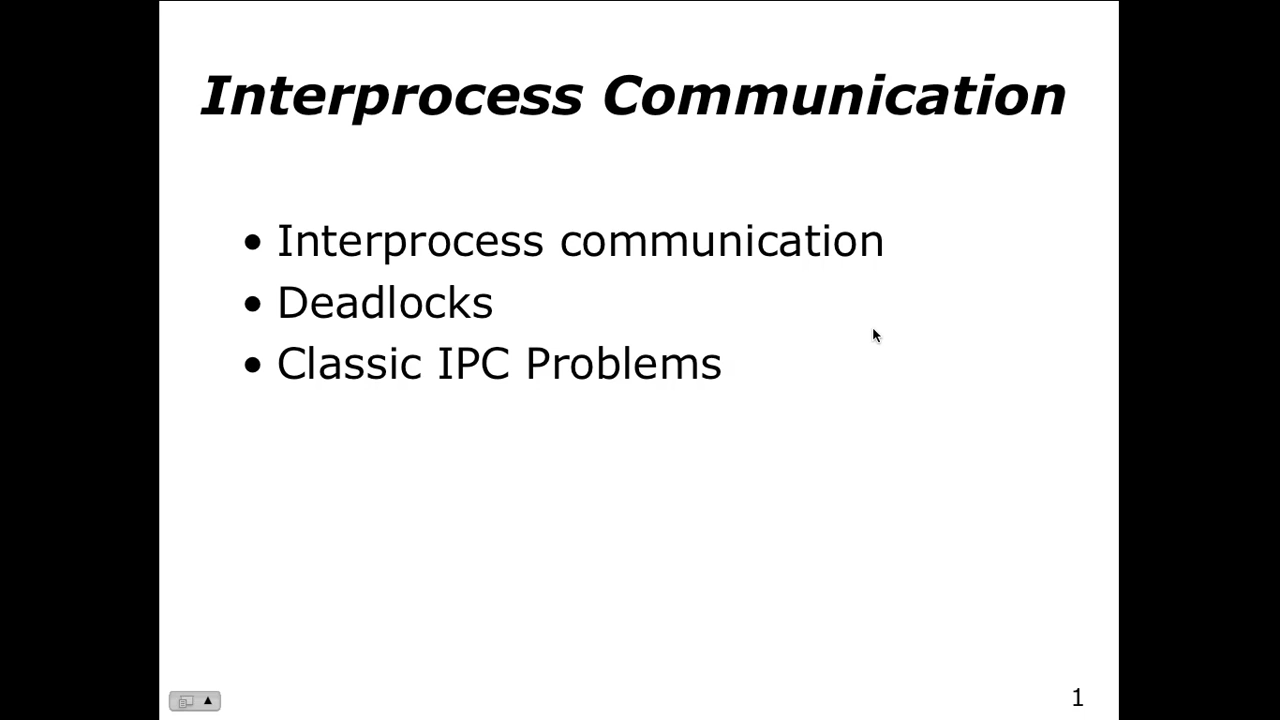 Interprocess Communication
• Interprocess communication
• Deadlocks
• Classic IPC Problems
1